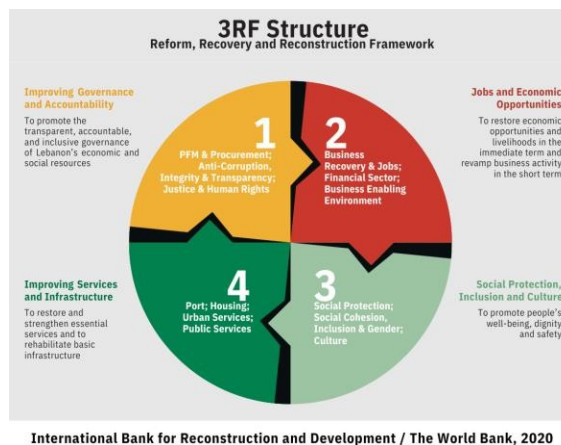 3RF Structure
Reform, Recovery and Reconstruction Framework
Improving Governance
and Accountability
To promote the
transparent, accountable,
and inclusive governance
of Lebanon's economic and
social resources
1
PFM & Procurement;
Anti-Corruption,
Integrity & Transparency;
Justice & Human Rights
2
Business
Recovery & Jobs;
Financial Sector;
Business Enabling
Environment
Jobs and Economic
Opportunities
To restore economic
opportunities and
livelihoods in the
immediate term and
revamp business activity
in the short term
Improving Services
and Infrastructure
To restore and
strengthen essential
services and to
rehabilitate basic
infrastructure
4
Port; Housing;
Urban Services;
Public Services
3
Social Protection;
Social Cohesion,
Inclusion & Gender;
Culture
Social Protection,
Inclusion and Culture
To promote people's
well-being, dignity
and safety
International Bank for Reconstruction and Development / The World Bank, 2020